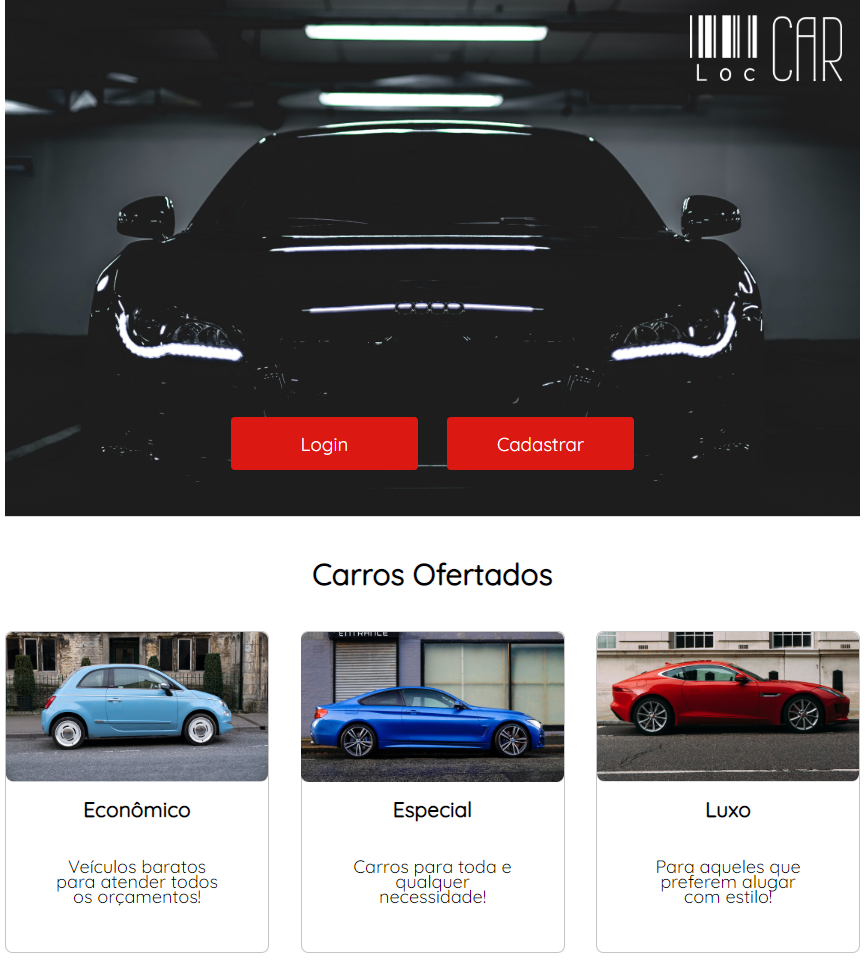 Loc CAR
Login
Cadastrar
Carros Ofertados
ENTRANCE
Econômico
Especial
Luxo
Veículos baratos
para atender todos
os orçamentos!
Carros para toda e
qualquer
necessidade!
Para aqueles que
preferem alugar
com estilo!